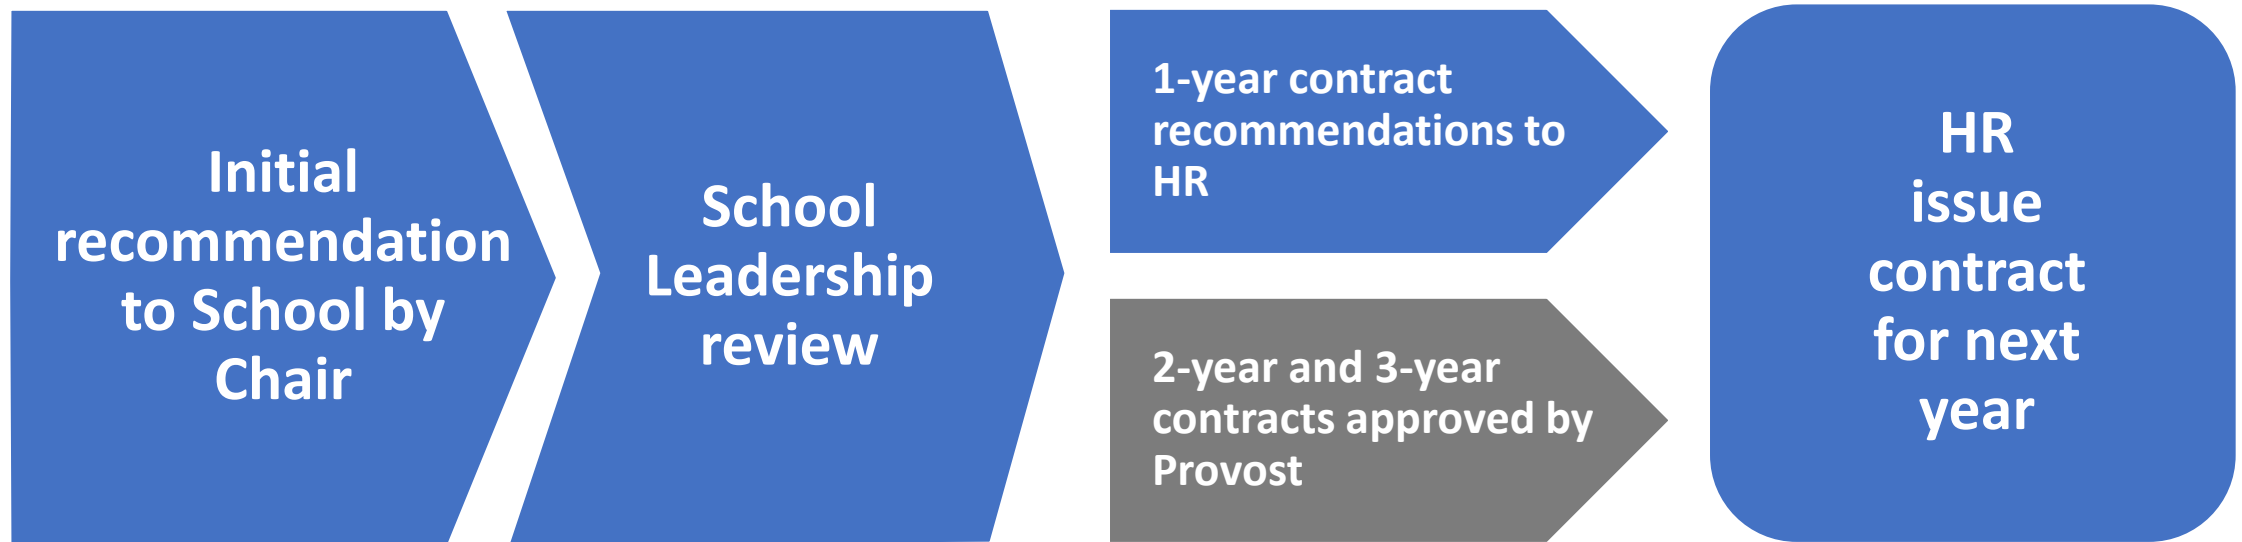 Initial
recommendation
to School by
Chair
School
Leadership
review
1-year contract
recommendations to
HR
2-year and 3-year
contracts approved by
Provost
HR
issue
contract
for next
year